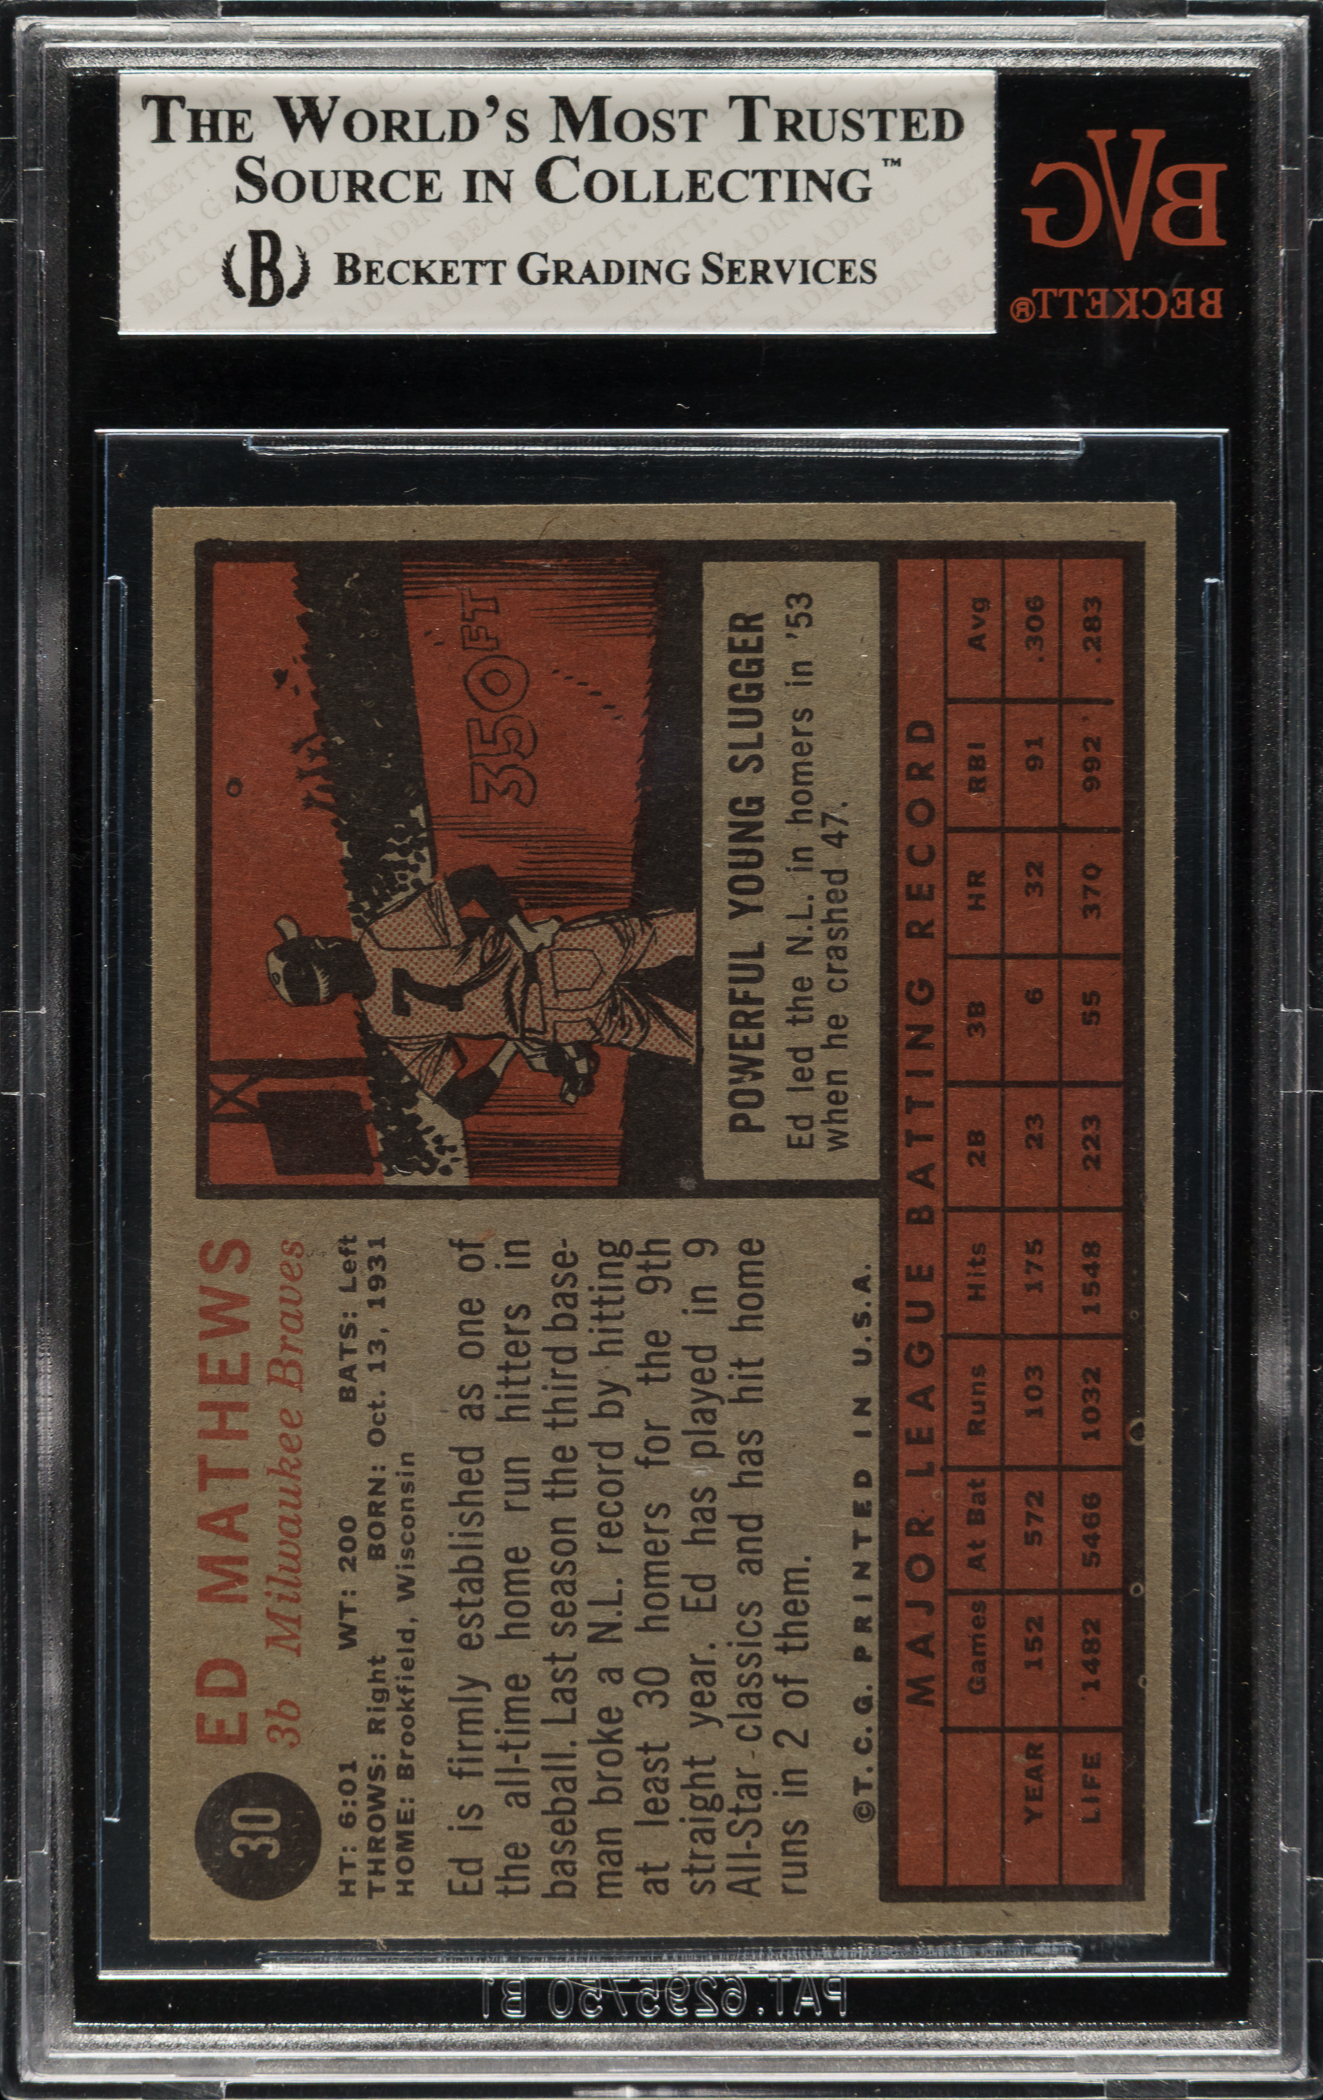 THE WORLD'S MOST TRUSTED
SOURCE IN COLLECTING™
B BECKETT GRADING SERVICES
BVG
BECKETT®
30
ED MATHEWS
3b Milwaukee Braves
HT: 6:01 WT: 200 BATS: Left
THROWS: Right BORN: Oct. 13, 1931
HOME: Brookfield, Wisconsin
Ed is firmly established as one of
the all-time home run hitters in
baseball. Last season the third base-
man broke a N.L. record by hitting
at least 30 homers for the 9th
straight year. Ed has played in 9
All-Star classics and has hit home
runs in 2 of them.
©T.C.G. PRINTED IN U.S.A.
7
350FT
POWERFUL YOUNG SLUGGER
Ed led the N.L. in homers in '53
when he crashed 47.
MAJOR LEAGUE BATTING RECORD
Games At Bat Runs Hits 2B 3B HR RBI Avg
YEAR 152 572 103 175 23 6 32 91 .306
LIFE 1482 5466 1032 1548 223 55 370 992 .283
PAT. 6295750 B1